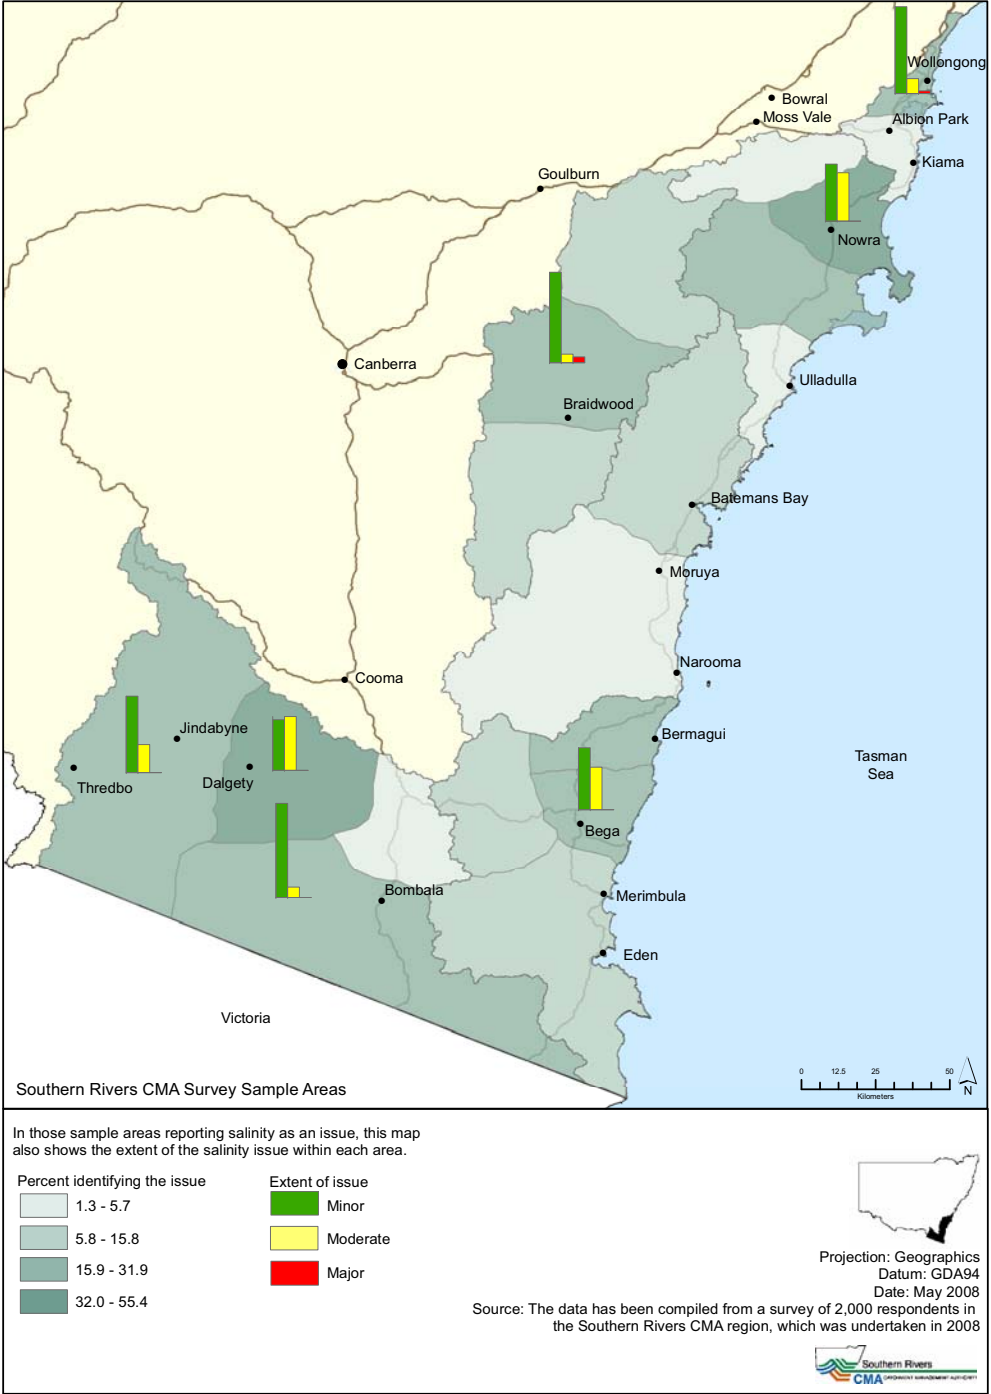 Wollongong
Bowral
Moss Vale
Albion Park
Kiama
Goulburn
Nowra
Canberra
Ulladulla
Braidwood
Batemans Bay
Moruya
Narooma
Cooma
Jindabyne
Bermagui
Tasman
Sea
Thredbo
Dalgety
Bega
Bombala
Merimbula
Eden
Victoria
Southern Rivers CMA Survey Sample Areas
0 12.5 25 50
Kilometers
N
In those sample areas reporting salinity as an issue, this map
also shows the extent of the salinity issue within each area.
Percent identifying the issue
1.3 - 5.7
5.8 - 15.8
15.9 - 31.9
32.0 - 55.4
Extent of issue
Minor
Moderate
Major
Projection: Geographics
Datum: GDA94
Date: May 2008
Source: The data has been compiled from a survey of 2,000 respondents in
the Southern Rivers CMA region, which was undertaken in 2008
Southern Rivers
CMA CATCHMENT MANAGEMENT AUTHORITY